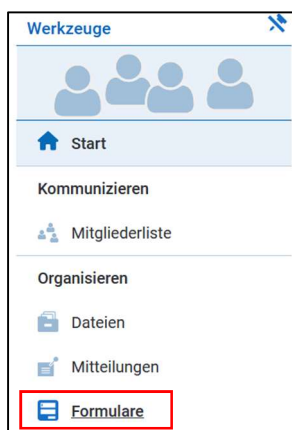 Werkzeuge
Start
Kommunizieren
Mitgliederliste
Organisieren
Dateien
Mitteilungen
Formulare